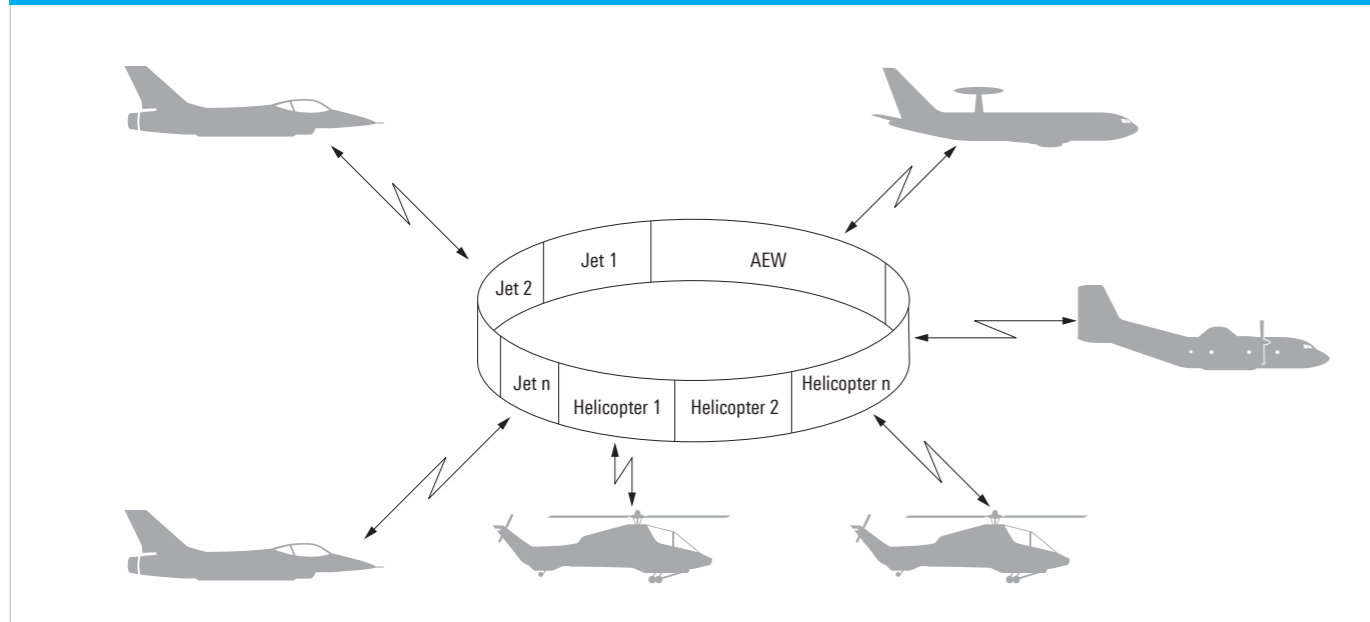 Jet 1
AEW
Jet 2
Jet n
Helicopter 1
Helicopter 2
Helicopter n